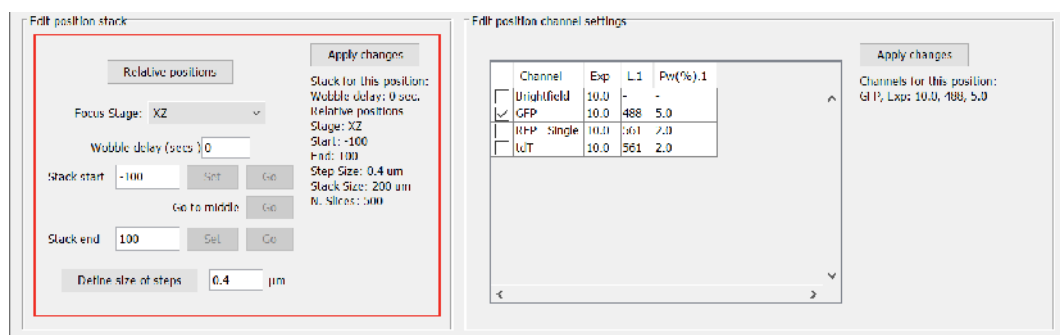 Edit position stack
Relative positions
Focus Stage: XZ
Wobble delay (secs ) 0
Stack start -100 Set Go
Go to middle Go
Stack end 100 Set Go
Define size of steps 0.4 µm
Apply changes
Stack for this position:
Wobble delay: 0 sec.
Relative positions
Stage: XZ
Start: -100
End: 100
Step Size: 0.4 um
Stack Size: 200 um
N. Slices: 500
Edit position channel settings
Channel Exp L.1 Pw(%).1
Brightfield 10.0 - -
GFP 10.0 488 5.0
RFP Single 10.0 561 2.0
tdT 10.0 561 2.0
Apply changes
Channels for this position:
GFP, Exp: 10.0, 488, 5.0